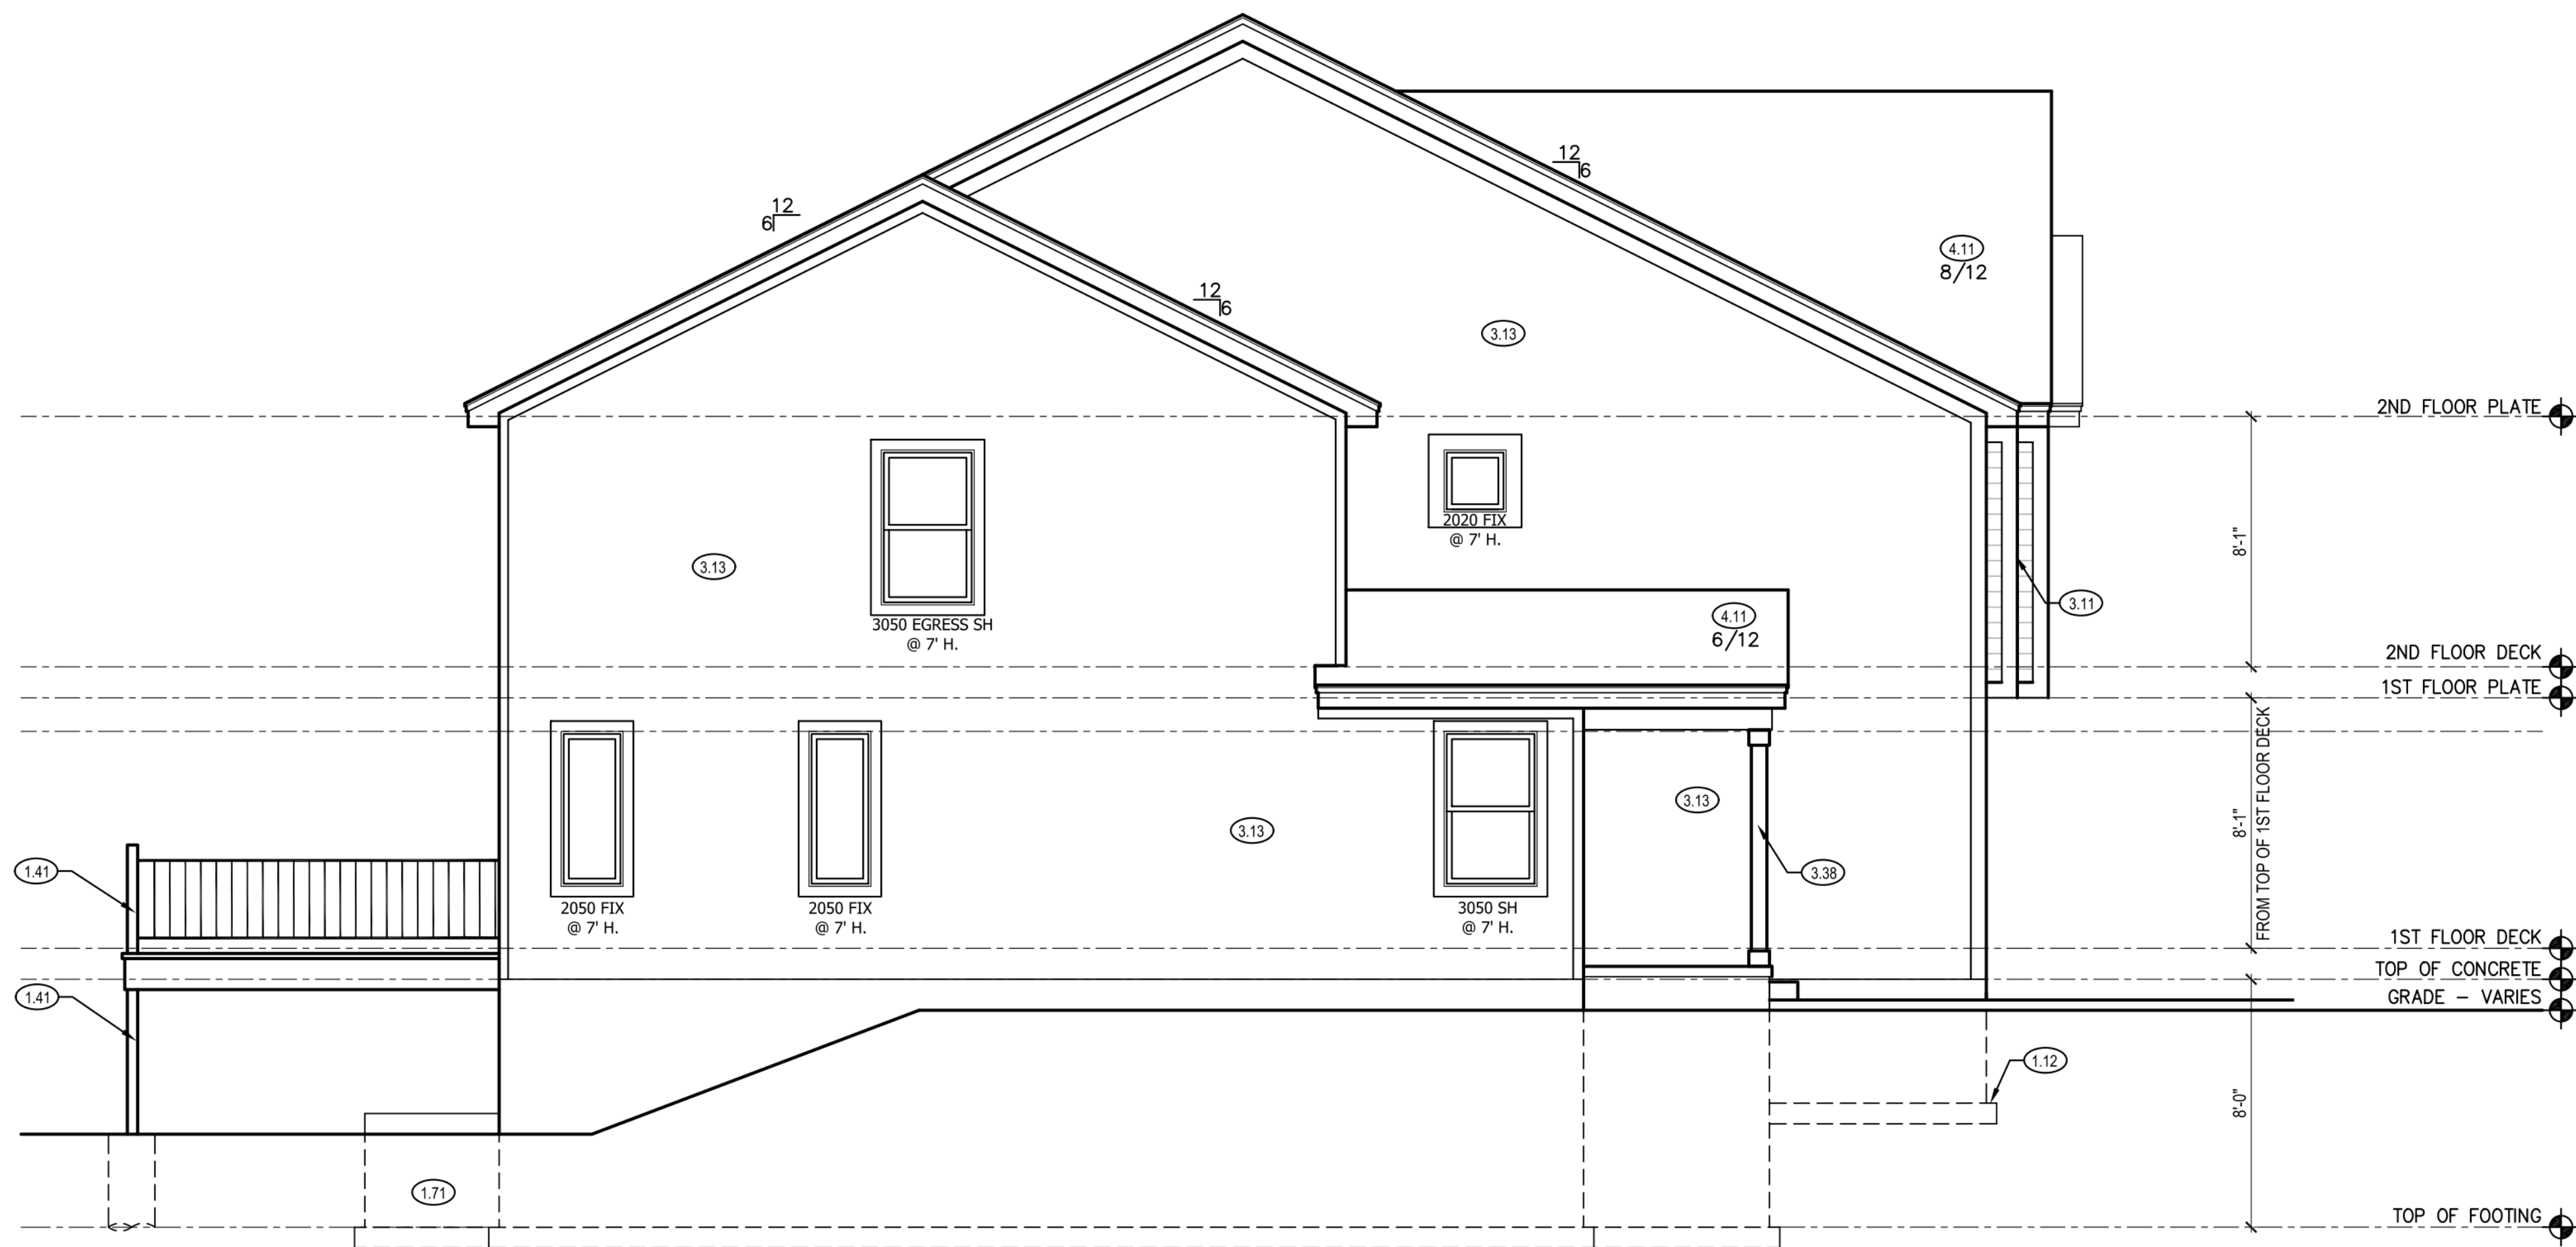 12
6
12
6
4.11
8/12
12
6
3.13
2ND FLOOR PLATE
2020 FIX
@ 7' H.
8'-1"
3.13
3.11
4.11
6/12
3050 EGRESS SH
@ 7' H.
2ND FLOOR DECK
1ST FLOOR PLATE
3.13
3.13
8'-1"
FROM TOP OF 1ST FLOOR DECK
1.41
3.38
2050 FIX
@ 7' H.
2050 FIX
@ 7' H.
3050 SH
@ 7' H.
1ST FLOOR DECK
TOP OF CONCRETE
1.41
GRADE - VARIES
1.12
8'-0"
1.71
TOP OF FOOTING